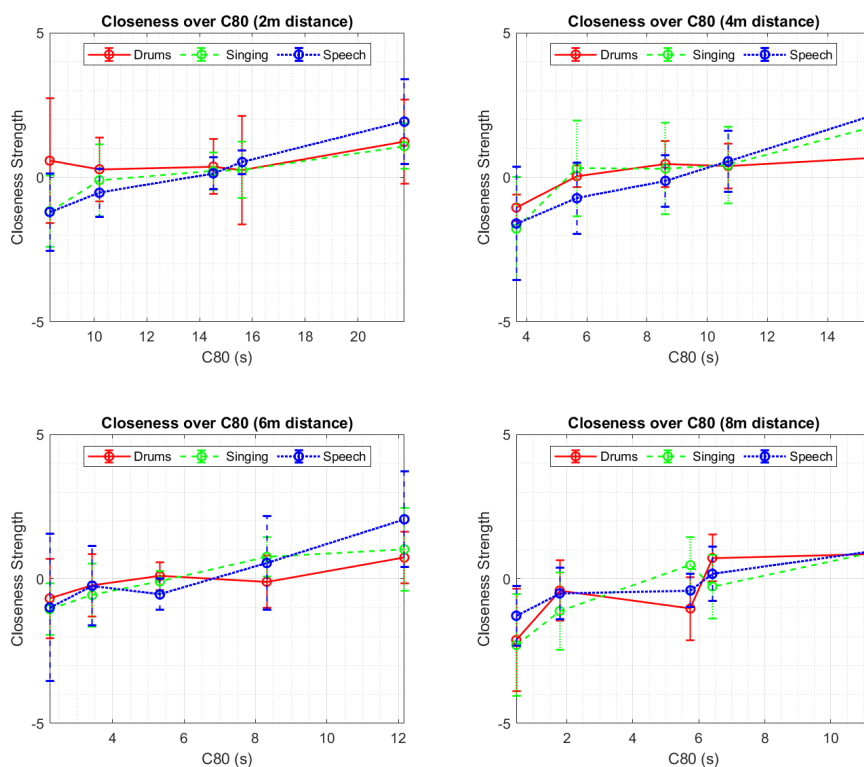 Closeness over C80 (2m distance)
5
Drums Singing Speech
Closeness Strength
0
-5
10 12 14 16 18 20
C80 (s)
Closeness over C80 (4m distance)
5
Drums Singing Speech
Closeness Strength
0
-5
4 6 8 10 12 14
C80 (s)
Closeness over C80 (6m distance)
5
Drums Singing Speech
Closeness Strength
0
-5
4 6 8 10 12
C80 (s)
Closeness over C80 (8m distance)
5
Drums Singing Speech
Closeness Strength
0
-5
2 4 6 8 10
C80 (s)